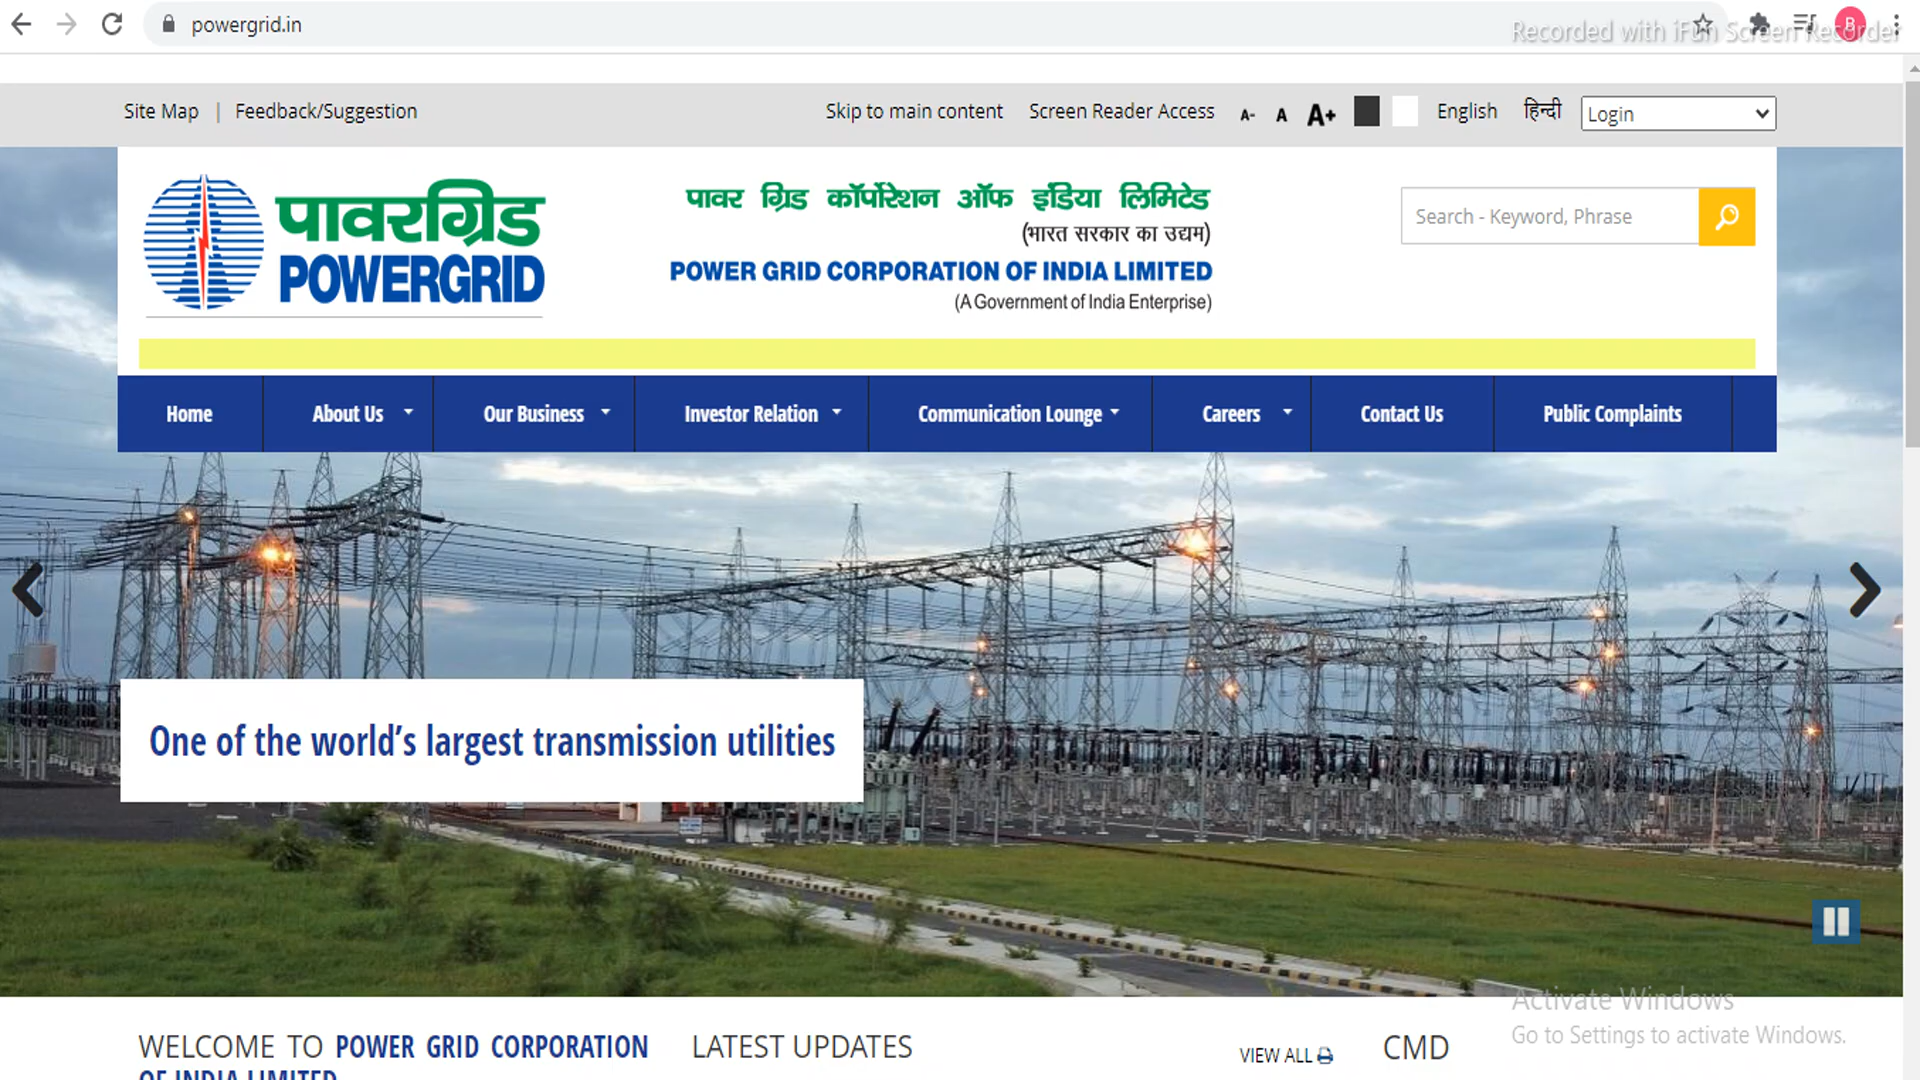 powergrid.in
Recorded with iFun Screen Recorder
B
Site Map | Feedback/Suggestion
Skip to main content Screen Reader Access A- A A+ English हिन्दी Login
पावरग्रिड
POWERGRID
पावर ग्रिड कॉर्पोरेशन ऑफ इंडिया लिमिटेड
(भारत सरकार का उद्यम)
POWER GRID CORPORATION OF INDIA LIMITED
(A Government of India Enterprise)
Search - Keyword, Phrase
Home About Us Our Business Investor Relation Communication Lounge Careers Contact Us Public Complaints
One of the world’s largest transmission utilities
Activate Windows
Go to Settings to activate Windows.
WELCOME TO POWER GRID CORPORATION
OF INDIA LIMITED
LATEST UPDATES
VIEW ALL
CMD